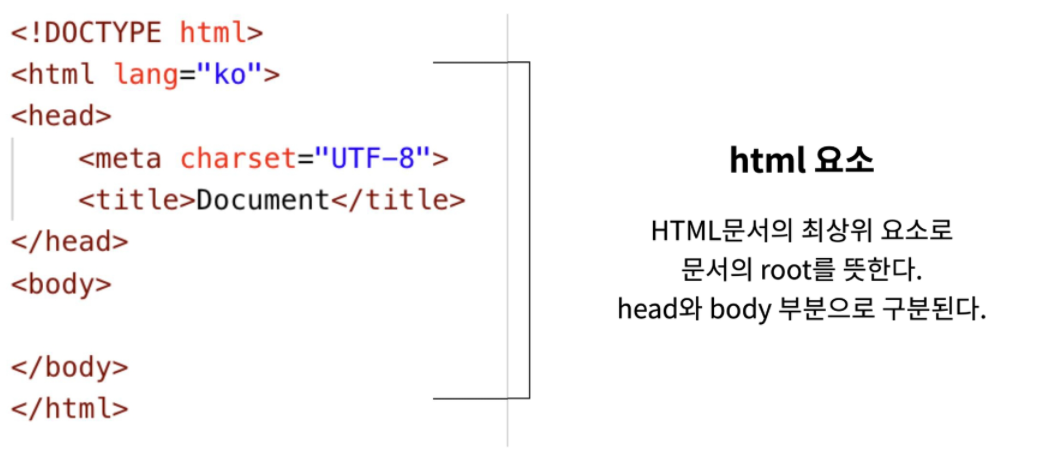 <!DOCTYPE html>
<html lang="ko">
<head>
    <meta charset="UTF-8">
    <title>Document</title>
</head>
<body>
</body>
</html>
html 요소
HTML문서의 최상위 요소로
문서의 root를 뜻한다.
head와 body 부분으로 구분된다.